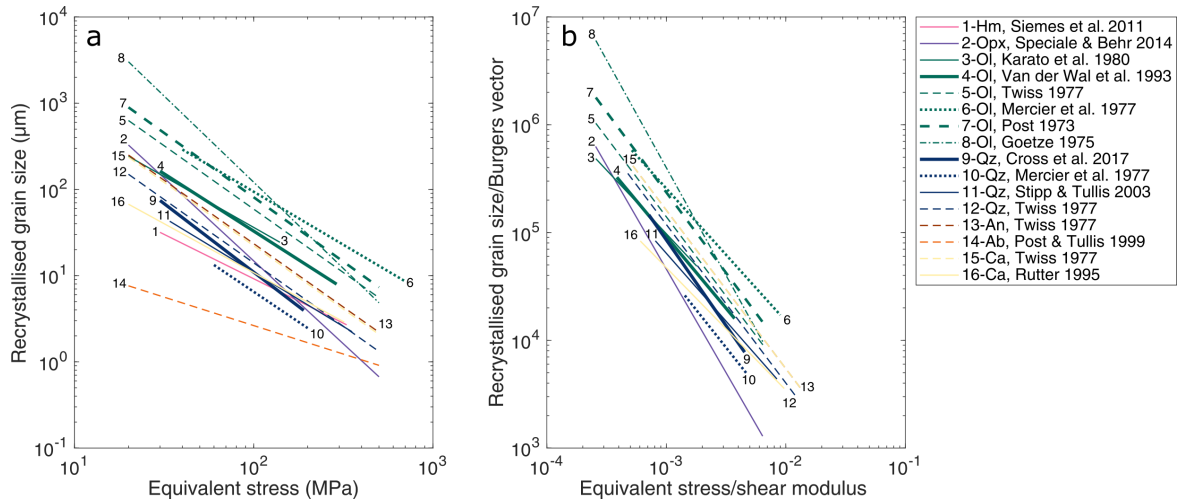 a
Recrystallised grain size (µm)
10^4
10^3
10^2
10^1
10^0
10^-1
10^1
10^2
10^3
Equivalent stress (MPa)
8
7
5
2
15
4
12
16
9
11
1
3
6
14
10
13
b
Recrystallised grain size/Burgers vector
10^7
10^6
10^5
10^4
10^3
10^-4
10^-3
10^-2
10^-1
Equivalent stress/shear modulus
8
7
5
2
15
3
4
16
11
6
9
10
13
12
1-Hm, Siemes et al. 2011
2-Opx, Speciale & Behr 2014
3-Ol, Karato et al. 1980
4-Ol, Van der Wal et al. 1993
5-Ol, Twiss 1977
6-Ol, Mercier et al. 1977
7-Ol, Post 1973
8-Ol, Goetze 1975
9-Qz, Cross et al. 2017
10-Qz, Mercier et al. 1977
11-Qz, Stipp & Tullis 2003
12-Qz, Twiss 1977
13-An, Twiss 1977
14-Ab, Post & Tullis 1999
15-Ca, Twiss 1977
16-Ca, Rutter 1995